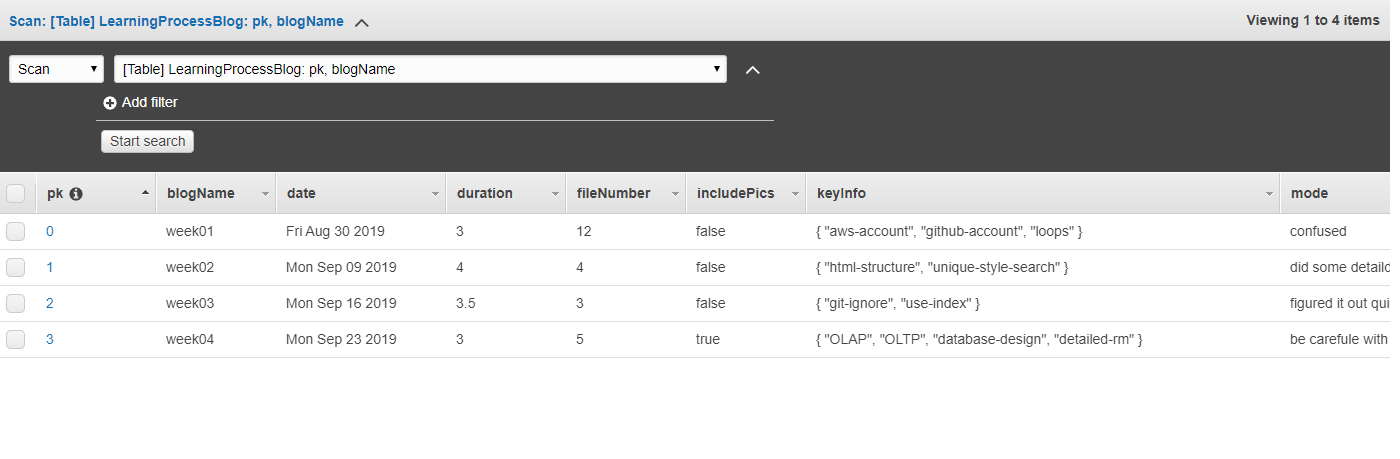 Scan: [Table] LearningProcessBlog: pk, blogName Viewing 1 to 4 items
Scan [Table] LearningProcessBlog: pk, blogName
Add filter
Start search
pk blogName date duration fileNumber includePics keyInfo mode
0 week01 Fri Aug 30 2019 3 12 false { "aws-account", "github-account", "loops" } confused
1 week02 Mon Sep 09 2019 4 4 false { "html-structure", "unique-style-search" } did some detaild
2 week03 Mon Sep 16 2019 3.5 3 false { "git-ignore", "use-index" } figured it out qui
3 week04 Mon Sep 23 2019 3 5 true { "OLAP", "OLTP", "database-design", "detailed-rm" } be carefule with